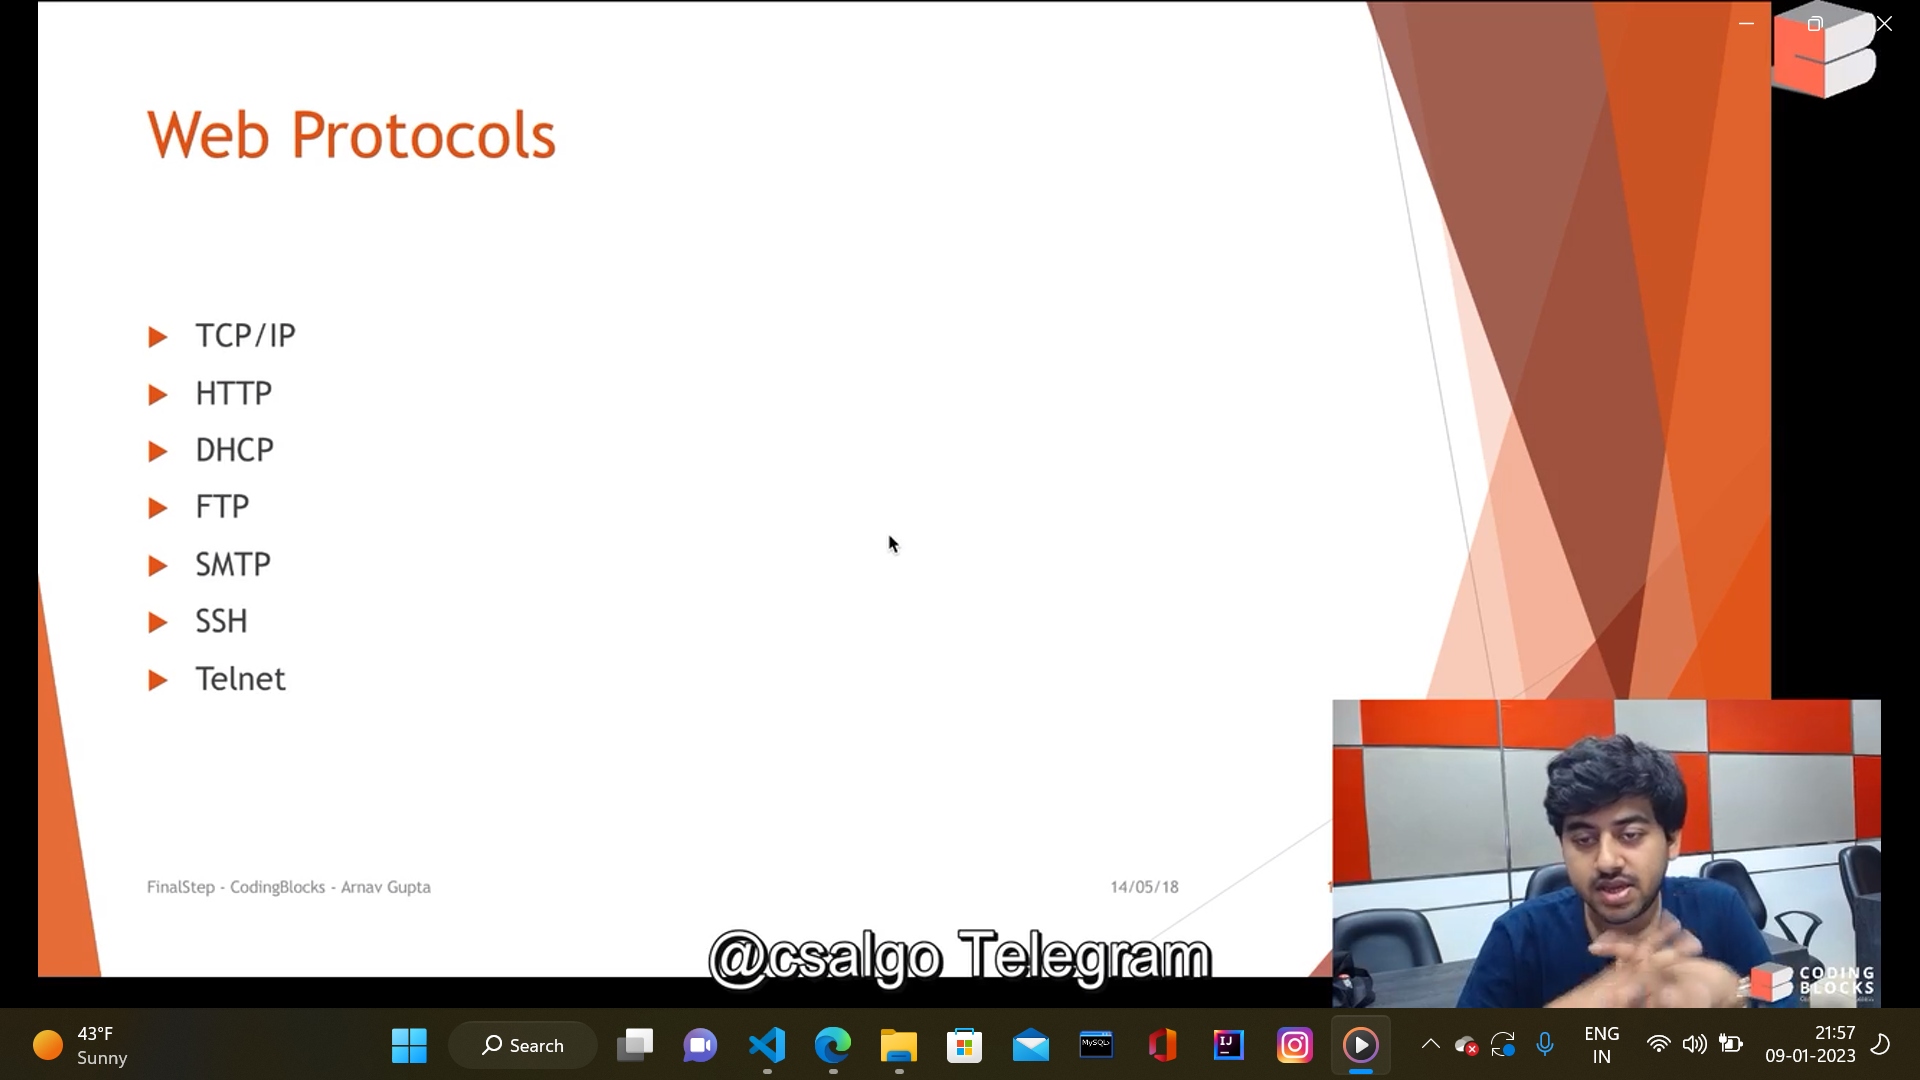 Web Protocols
TCP/IP
HTTP
DHCP
FTP
SMTP
SSH
Telnet
FinalStep - CodingBlocks - Arnav Gupta
14/05/18
@csalgo Telegram
CODING
BLOCKS
43°F
Sunny
Search
MySQL
IJ
ENG
IN
21:57
09-01-2023